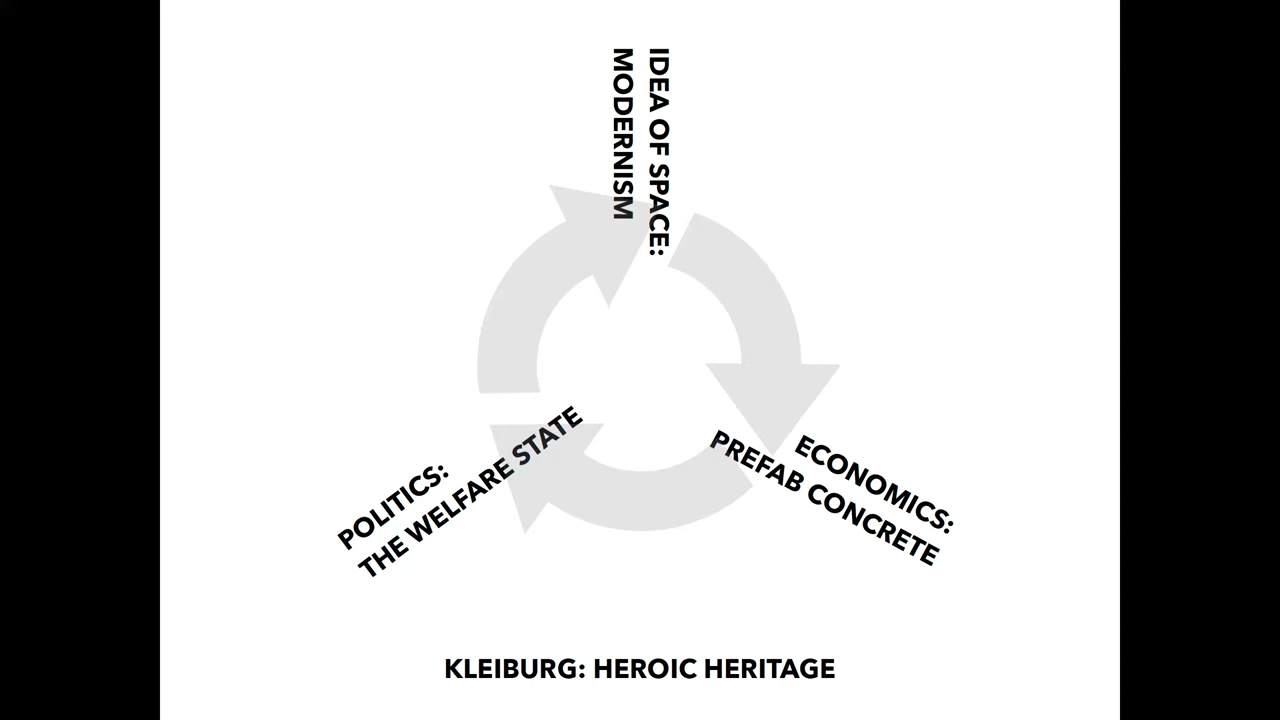 IDEA OF SPACE:
MODERNISM
ECONOMICS:
PREFAB CONCRETE
POLITICS:
THE WELFARE STATE
KLEIBURG: HEROIC HERITAGE